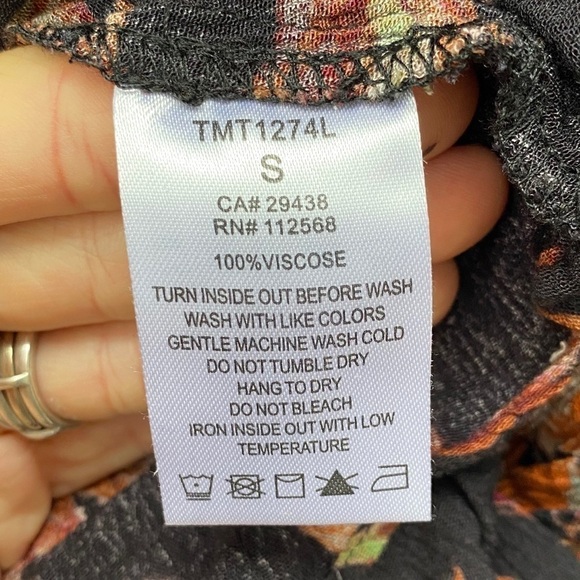 TMT1274L
S
CA# 29438
RN# 112568
100%VISCOSE
TURN INSIDE OUT BEFORE WASH
WASH WITH LIKE COLORS
GENTLE MACHINE WASH COLD
DO NOT TUMBLE DRY
HANG TO DRY
DO NOT BLEACH
IRON INSIDE OUT WITH LOW
TEMPERATURE